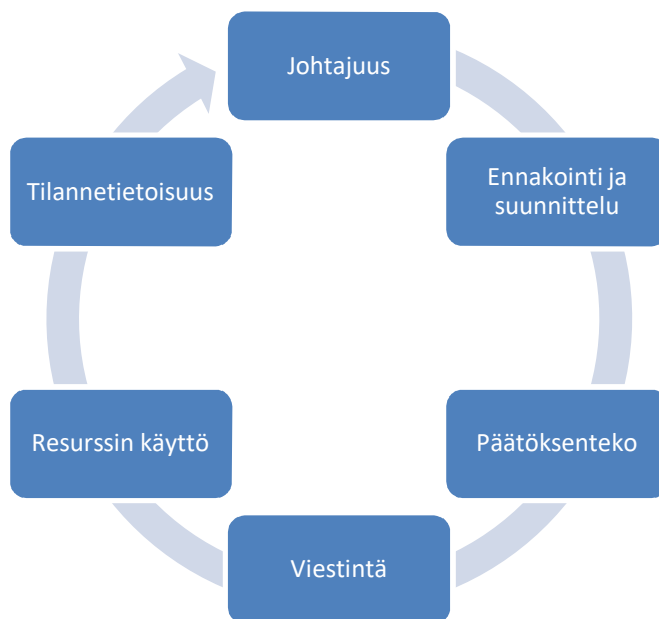 Johtajuus
Ennakointi ja
suunnittelu
Päätöksenteko
Viestintä
Resurssin käyttö
Tilannetietoisuus